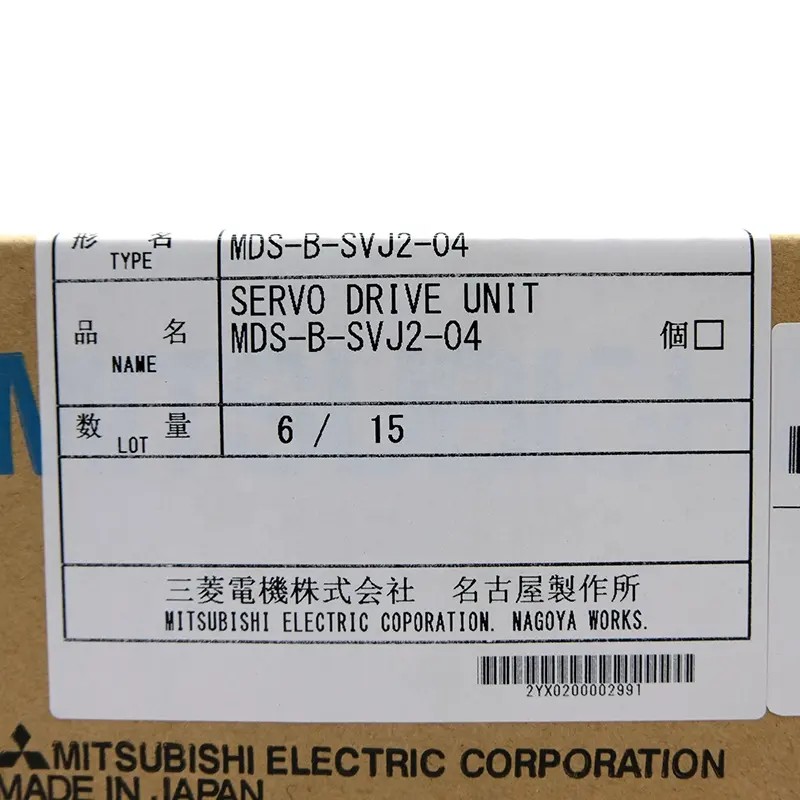 形 名 MDS-B-SVJ2-04
TYPE
SERVO DRIVE UNIT
品 名 MDS-B-SVJ2-04 個□
NAME
数 量 6 / 15
LOT
三菱電機株式会社 名古屋製作所
MITSUBISHI ELECTRIC COPORATION. NAGOYA WORKS.
2YX0200002991
MITSUBISHI ELECTRIC CORPORATION
MADE IN JAPAN